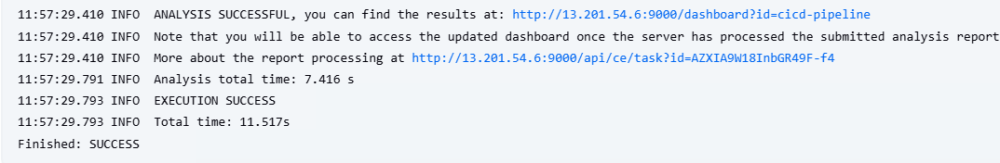 11:57:29.410 INFO  ANALYSIS SUCCESSFUL, you can find the results at: http://13.201.54.6:9000/dashboard?id=cicd-pipeline
11:57:29.410 INFO  Note that you will be able to access the updated dashboard once the server has processed the submitted analysis report
11:57:29.410 INFO  More about the report processing at http://13.201.54.6:9000/api/ce/task?id=AZXIA9W18InbGR49F-f4
11:57:29.791 INFO  Analysis total time: 7.416 s
11:57:29.793 INFO  EXECUTION SUCCESS
11:57:29.793 INFO  Total time: 11.517s
Finished: SUCCESS